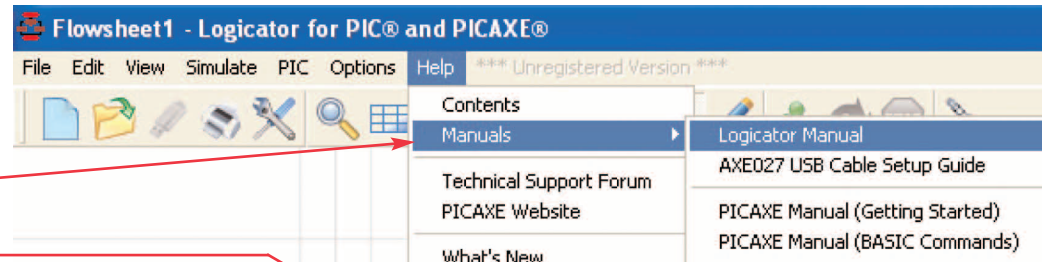 Flowsheet1 - Logicator for PIC® and PICAXE®
File Edit View Simulate PIC Options Help *** Unregistered Version ***
Contents
Manuals
Technical Support Forum
PICAXE Website
What's New
Logicator Manual
AXE027 USB Cable Setup Guide
PICAXE Manual (Getting Started)
PICAXE Manual (BASIC Commands)